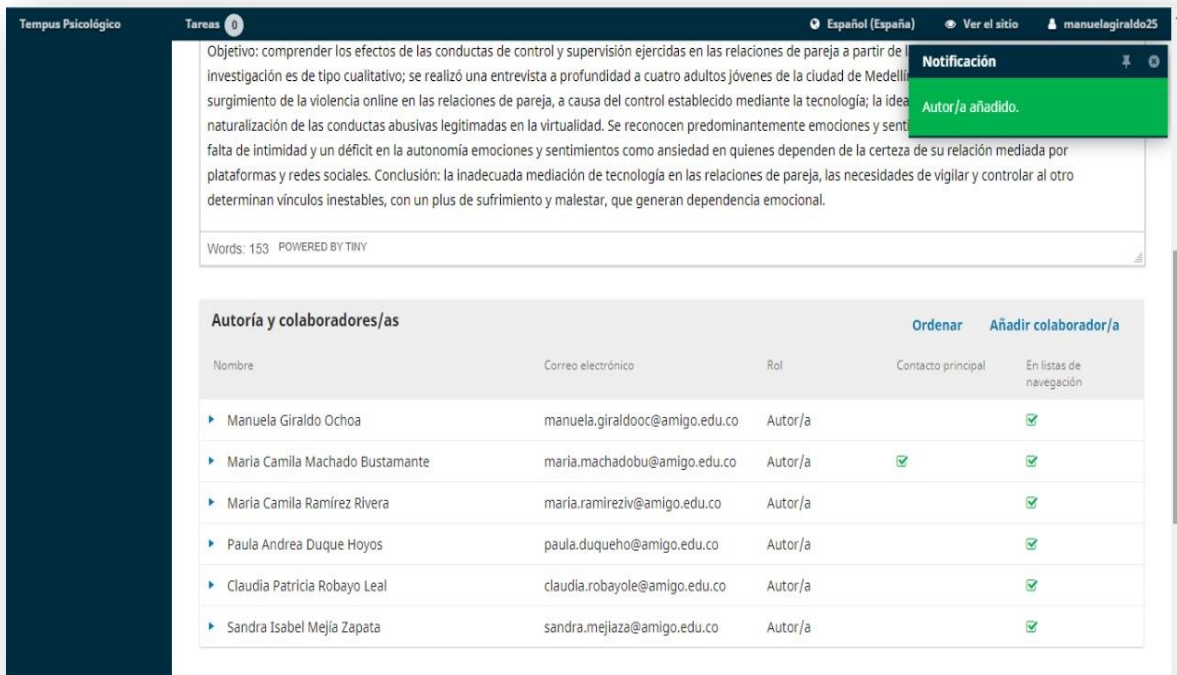 Tempus Psicológico Tareas 0 Español (España) Ver el sitio manuelagiraldo25
Objetivo: comprender los efectos de las conductas de control y supervisión ejercidas en las relaciones de pareja a partir de
investigación es de tipo cualitativo; se realizó una entrevista a profundidad a cuatro adultos jóvenes de la ciudad de Medellín
surgimiento de la violencia online en las relaciones de pareja, a causa del control establecido mediante la tecnología; la idea
naturalización de las conductas abusivas legitimadas en la virtualidad. Se reconocen predominantemente emociones y
falta de intimidad y un déficit en la autonomía emociones y sentimientos como ansiedad en quienes dependen de la certeza de su relación mediada por
plataformas y redes sociales. Conclusión: la inadecuada mediación de tecnología en las relaciones de pareja, las necesidades de vigilar y controlar al otro
determinan vínculos inestables, con un plus de sufrimiento y malestar, que generan dependencia emocional.
Notificación
Autor/a añadido.
Words: 153 POWERED BY TINY
Autoría y colaboradores/as Ordenar Añadir colaborador/a
Nombre Correo electrónico Rol Contacto principal En listas de
navegación
Manuela Giraldo Ochoa manuela.giraldooc@amigo.edu.co Autor/a
Maria Camila Machado Bustamante maria.machadobu@amigo.edu.co Autor/a
Maria Camila Ramírez Rivera maria.ramireziv@amigo.edu.co Autor/a
Paula Andrea Duque Hoyos paula.duqueho@amigo.edu.co Autor/a
Claudia Patricia Robayo Leal claudia.robayole@amigo.edu.co Autor/a
Sandra Isabel Mejía Zapata sandra.mejiaza@amigo.edu.co Autor/a